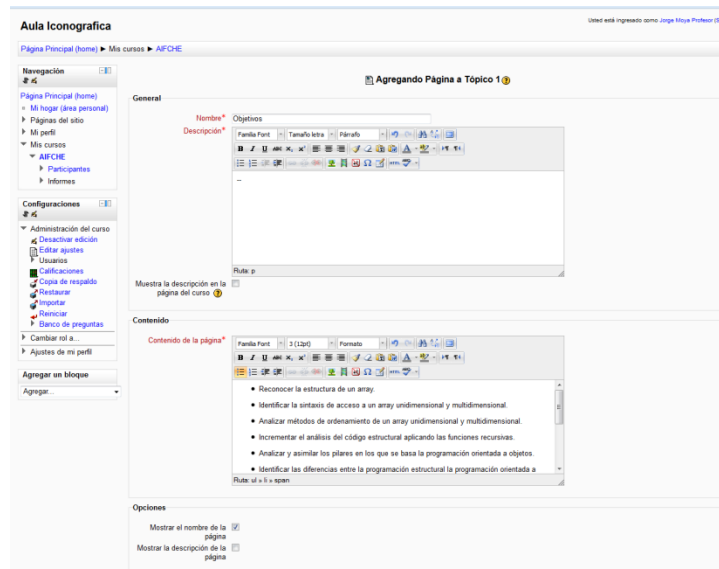 Aula Iconografica
Usted está ingresado como Jorge Moya Profesor (S
Página Principal (home) ► Mis cursos ► AIFCHE
Navegación
Página Principal (home)
Mi hogar (área personal)
Páginas del sitio
Mi perfil
Mis cursos
AIFCHE
Participantes
Informes
Configuraciones
Administración del curso
Desactivar edición
Editar ajustes
Usuarios
Calificaciones
Copia de respaldo
Restaurar
Importar
Reiniciar
Banco de preguntas
Cambiar rol a...
Ajustes de mi perfil
Agregar un bloque
Agregar...
Agregando Página a Tópico 1
General
Nombre* Objetivos
Descripción*
Familia Font Tamaño letra Párrafo
Ruta: p
Muestra la descripción en la
página del curso
Contenido
Contenido de la página*
Familia Font 3 (12pt) Formato
• Reconocer la estructura de un array.
• Identificar la sintaxis de acceso a un array unidimensional y multidimensional.
• Analizar métodos de ordenamiento de un array unidimensional y multidimensional.
• Incrementar el análisis del código estructural aplicando las funciones recursivas.
• Analizar y asimilar los pilares en los que se basa la programación orientada a objetos.
• Identificar las diferencias entre la programación estructural la programación orientada a
Ruta: ul » li » span
Opciones
Mostrar el nombre de la
página
Mostrar la descripción de la
página